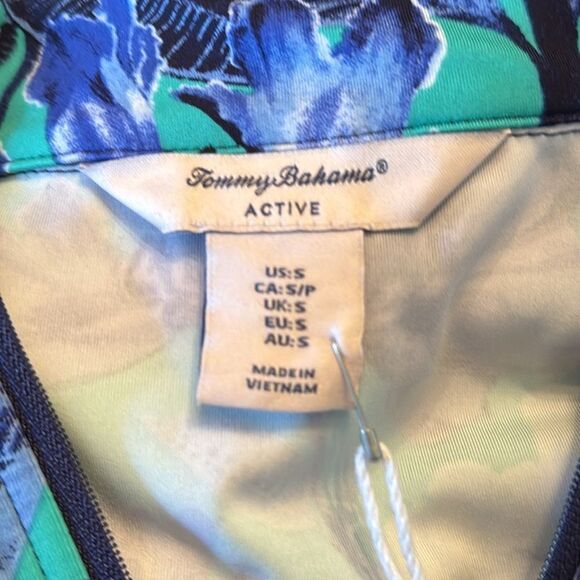 Tommy Bahama®
ACTIVE
US:S
CA:S/P
UK:S
EU:S
AU:S
MADE IN
VIETNAM